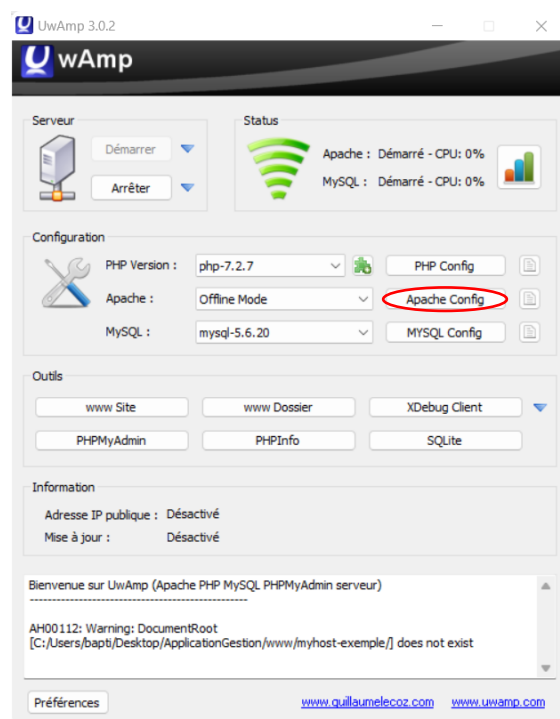 UwAmp 3.0.2
U wAmp
Serveur
Démarrer
Arrêter
Status
Apache : Démarré - CPU: 0%
MySQL : Démarré - CPU: 0%
Configuration
PHP Version : php-7.2.7 PHP Config
Apache : Offline Mode Apache Config
MySQL : mysql-5.6.20 MYSQL Config
Outils
www Site www Dossier XDebug Client
PHPMyAdmin PHPInfo SQLite
Information
Adresse IP publique : Désactivé
Mise à jour : Désactivé
Bienvenue sur UwAmp (Apache PHP MySQL PHPMyAdmin serveur)
------------------------------------------------
AH00112: Warning: DocumentRoot
[C:/Users/bapti/Desktop/ApplicationGestion/www/myhost-exemple/] does not exist
Préférences www.guillaumelecoz.com www.uwamp.com